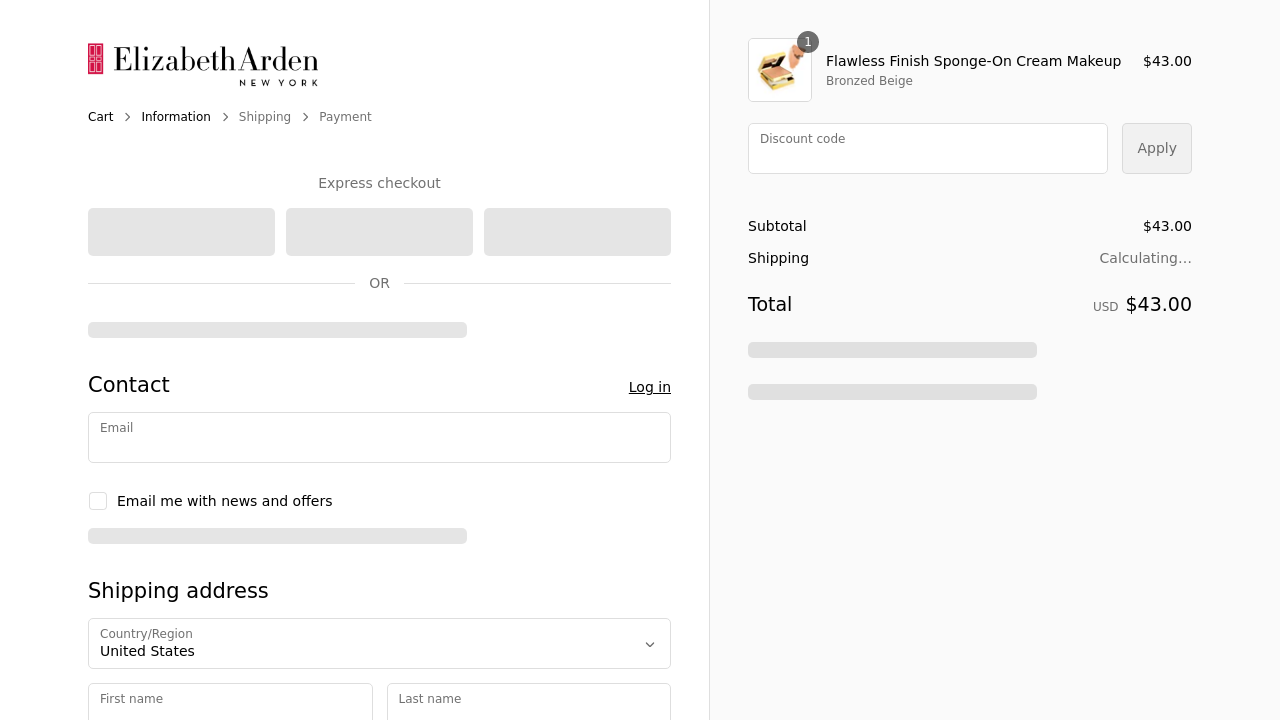 Elizabeth Arden
NEW YORK
Cart
Information
Shipping
Payment
Express checkout
OR
Contact
Log in
Email
Email me with news and offers
Shipping address
Country/Region
United States
First name
Last name
1
Flawless Finish Sponge-On Cream Makeup
$43.00
Bronzed Beige
Discount code
Apply
Subtotal
$43.00
Shipping
Calculating...
Total
USD $43.00